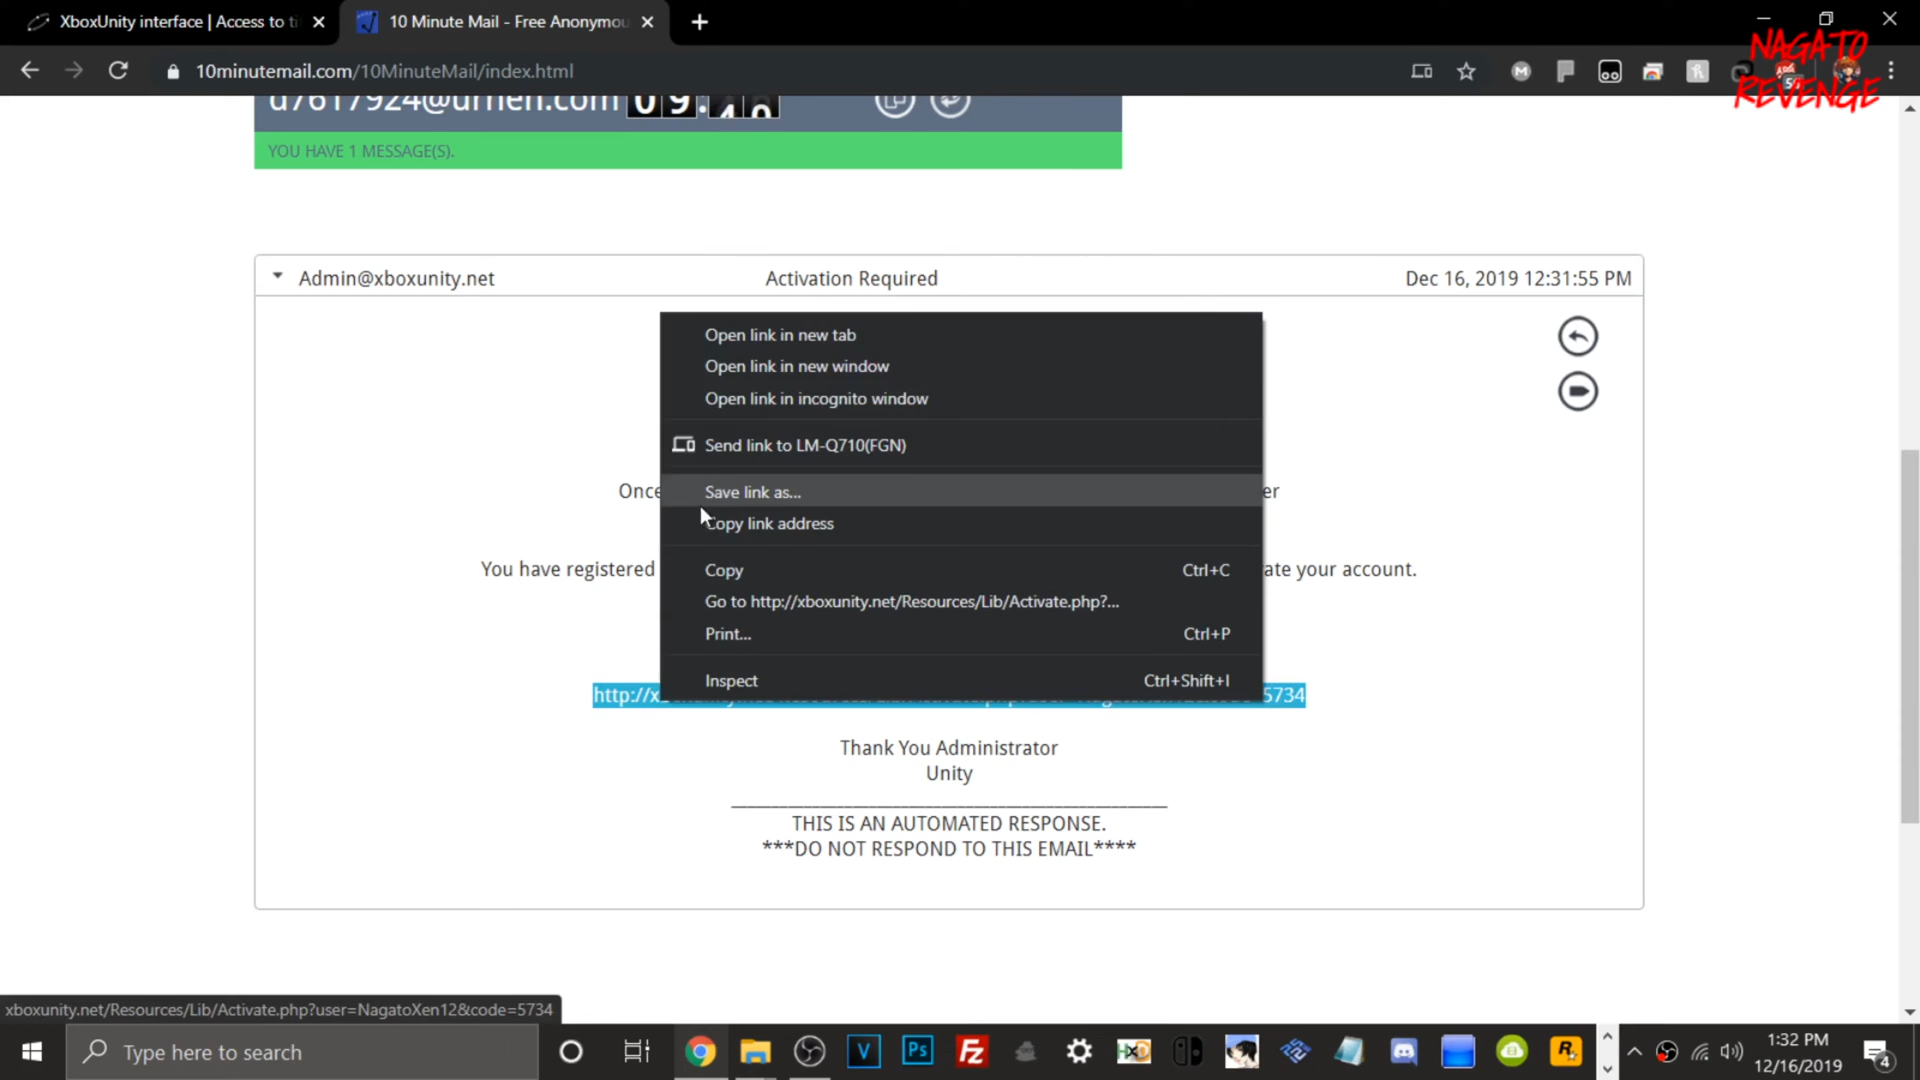 XboxUnity interface | Access to ti
10 Minute Mail - Free Anonymou
NAGATO
REVENGE
10minutemail.com/10MinuteMail/index.html
d7617924@urhen.com 09:
YOU HAVE 1 MESSAGE(S).
Admin@xboxunity.net Activation Required Dec 16, 2019 12:31:55 PM
Open link in new tab
Open link in new window
Open link in incognito window
Send link to LM-Q710(FGN)
Once Save link as... er
Copy link address
You have registered Copy Ctrl+C ate your account.
Go to http://xboxunity.net/Resources/Lib/Activate.php?...
Print... Ctrl+P
Inspect Ctrl+Shift+I
http://x 5734
Thank You Administrator
Unity
THIS IS AN AUTOMATED RESPONSE.
***DO NOT RESPOND TO THIS EMAIL****
xboxunity.net/Resources/Lib/Activate.php?user=NagatoXen12&code=5734
Type here to search
1:32 PM
12/16/2019
4